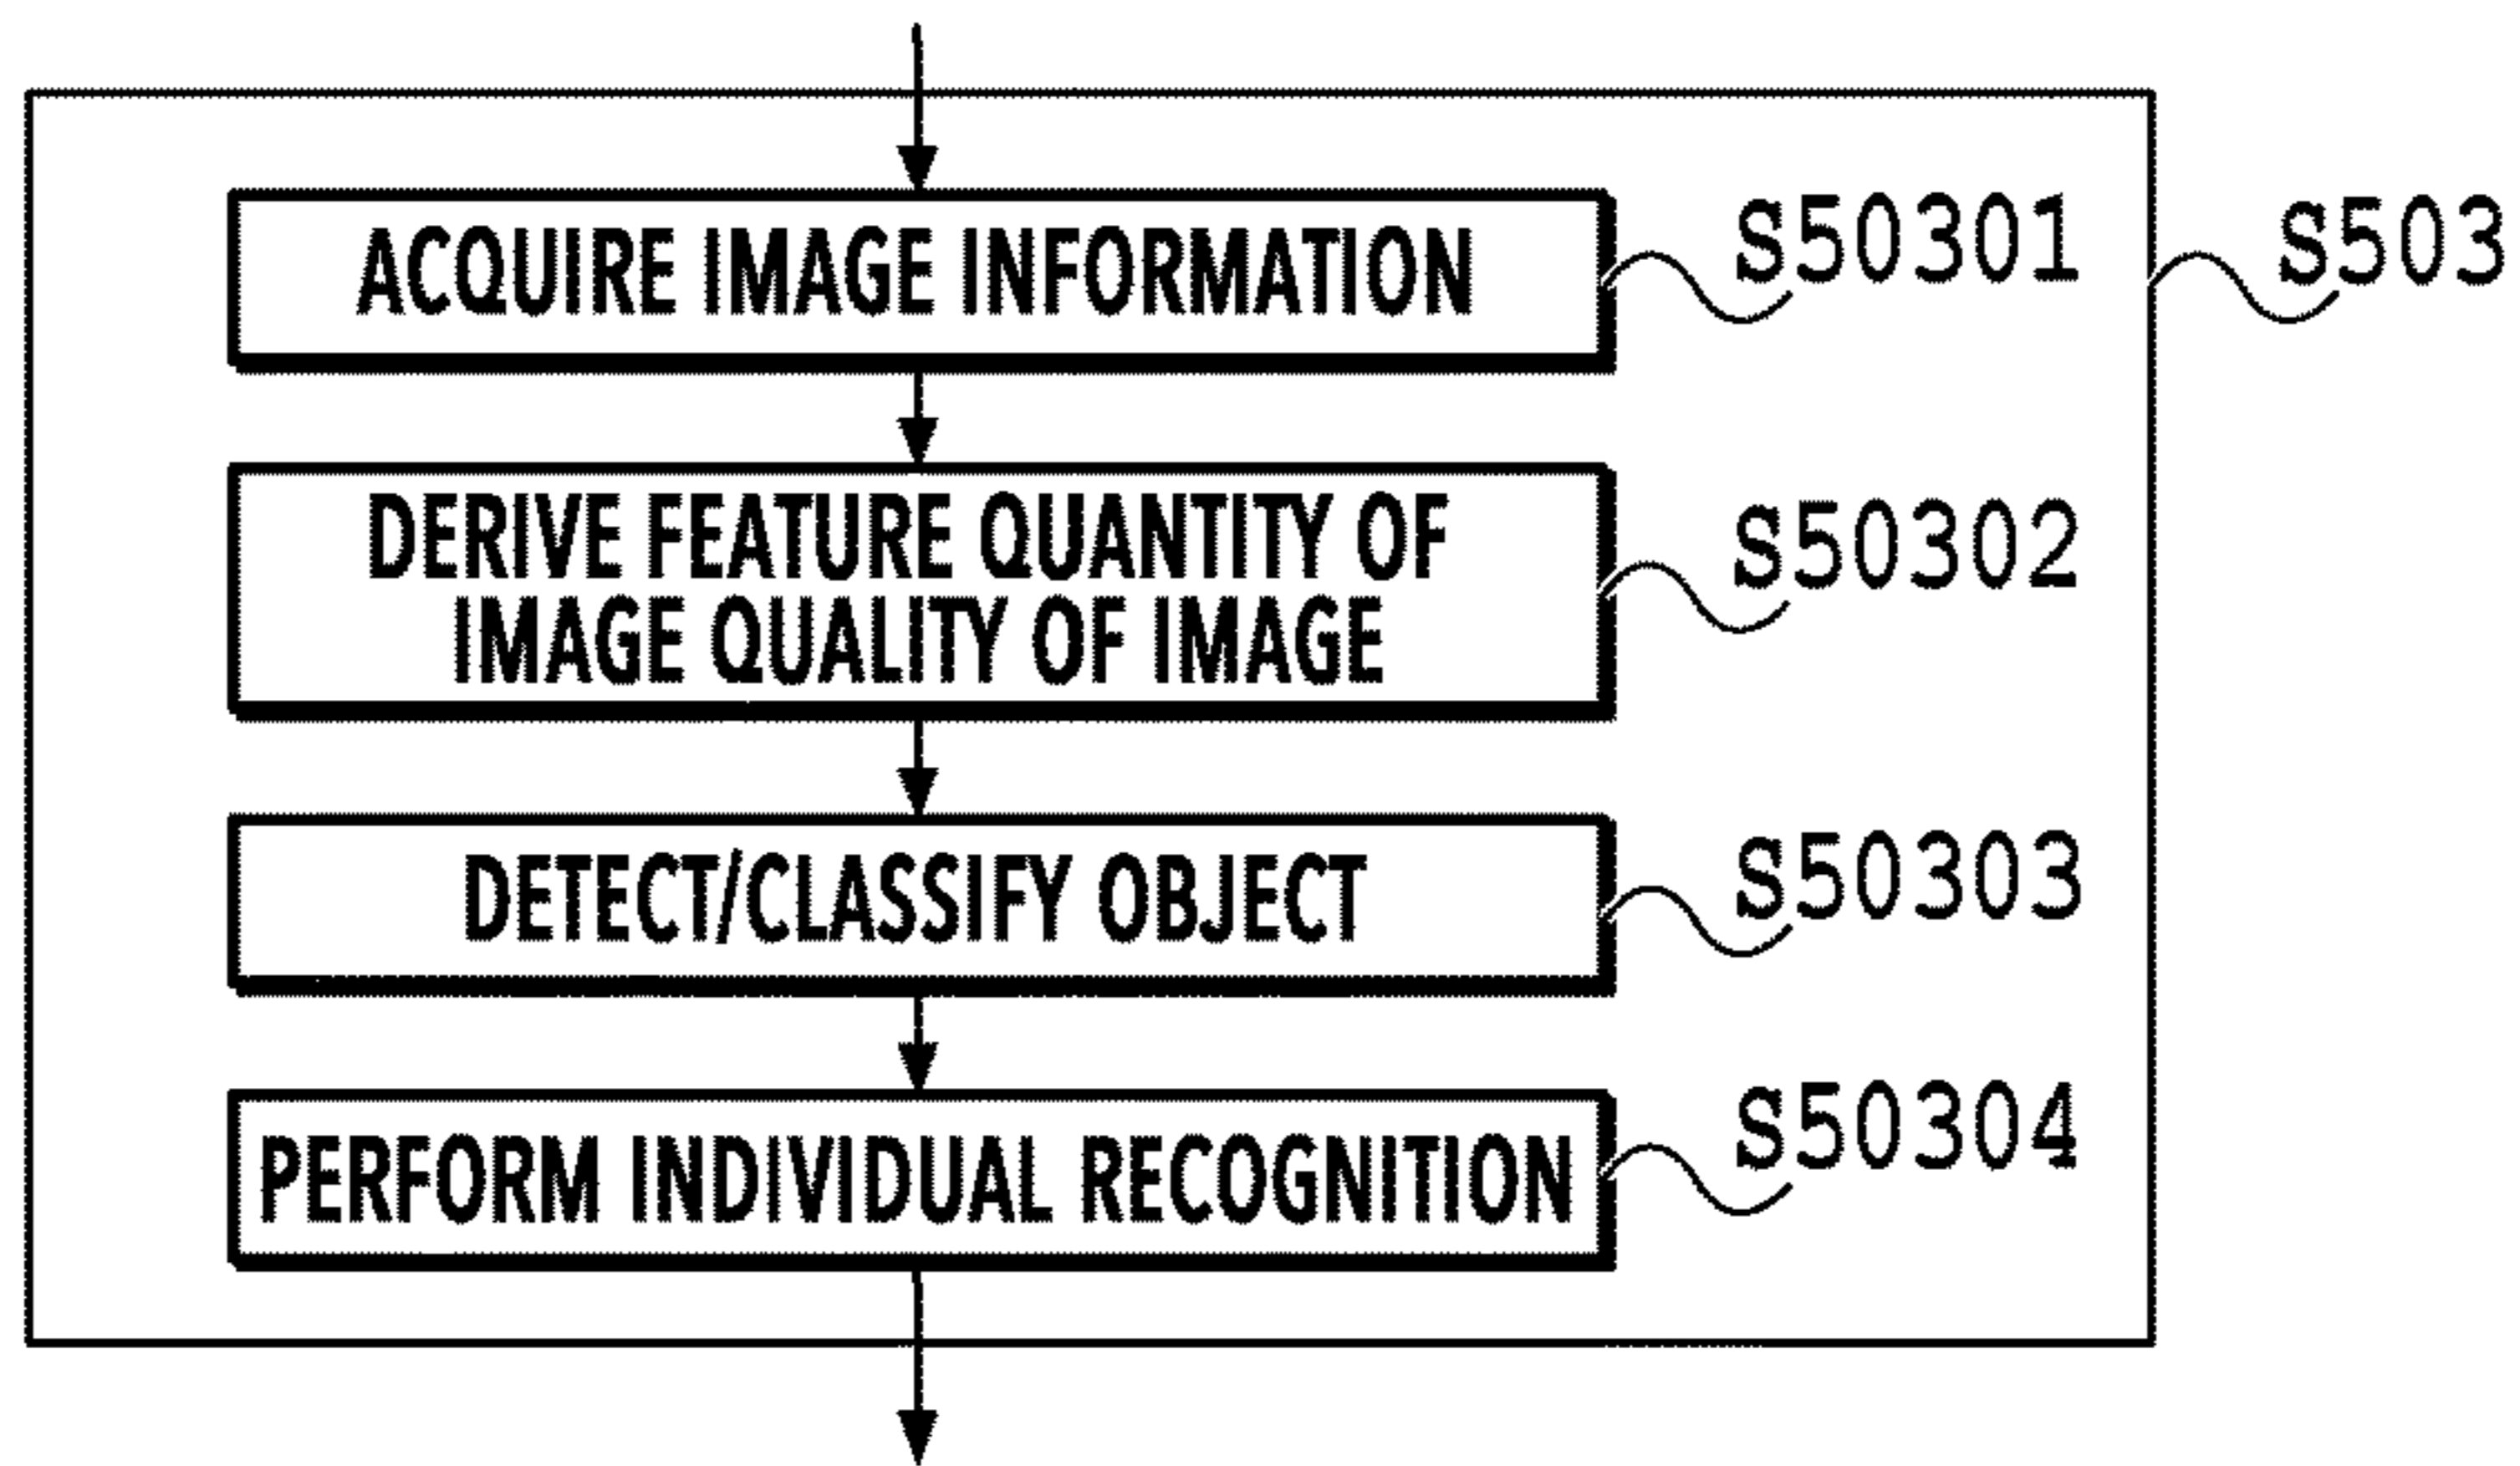 ACQUIRE IMAGE INFORMATION
S50301
S503
DERIVE FEATURE QUANTITY OF
IMAGE QUALITY OF IMAGE
S50302
DETECT/CLASSIFY OBJECT
S50303
PERFORM INDIVIDUAL RECOGNITION
S50304